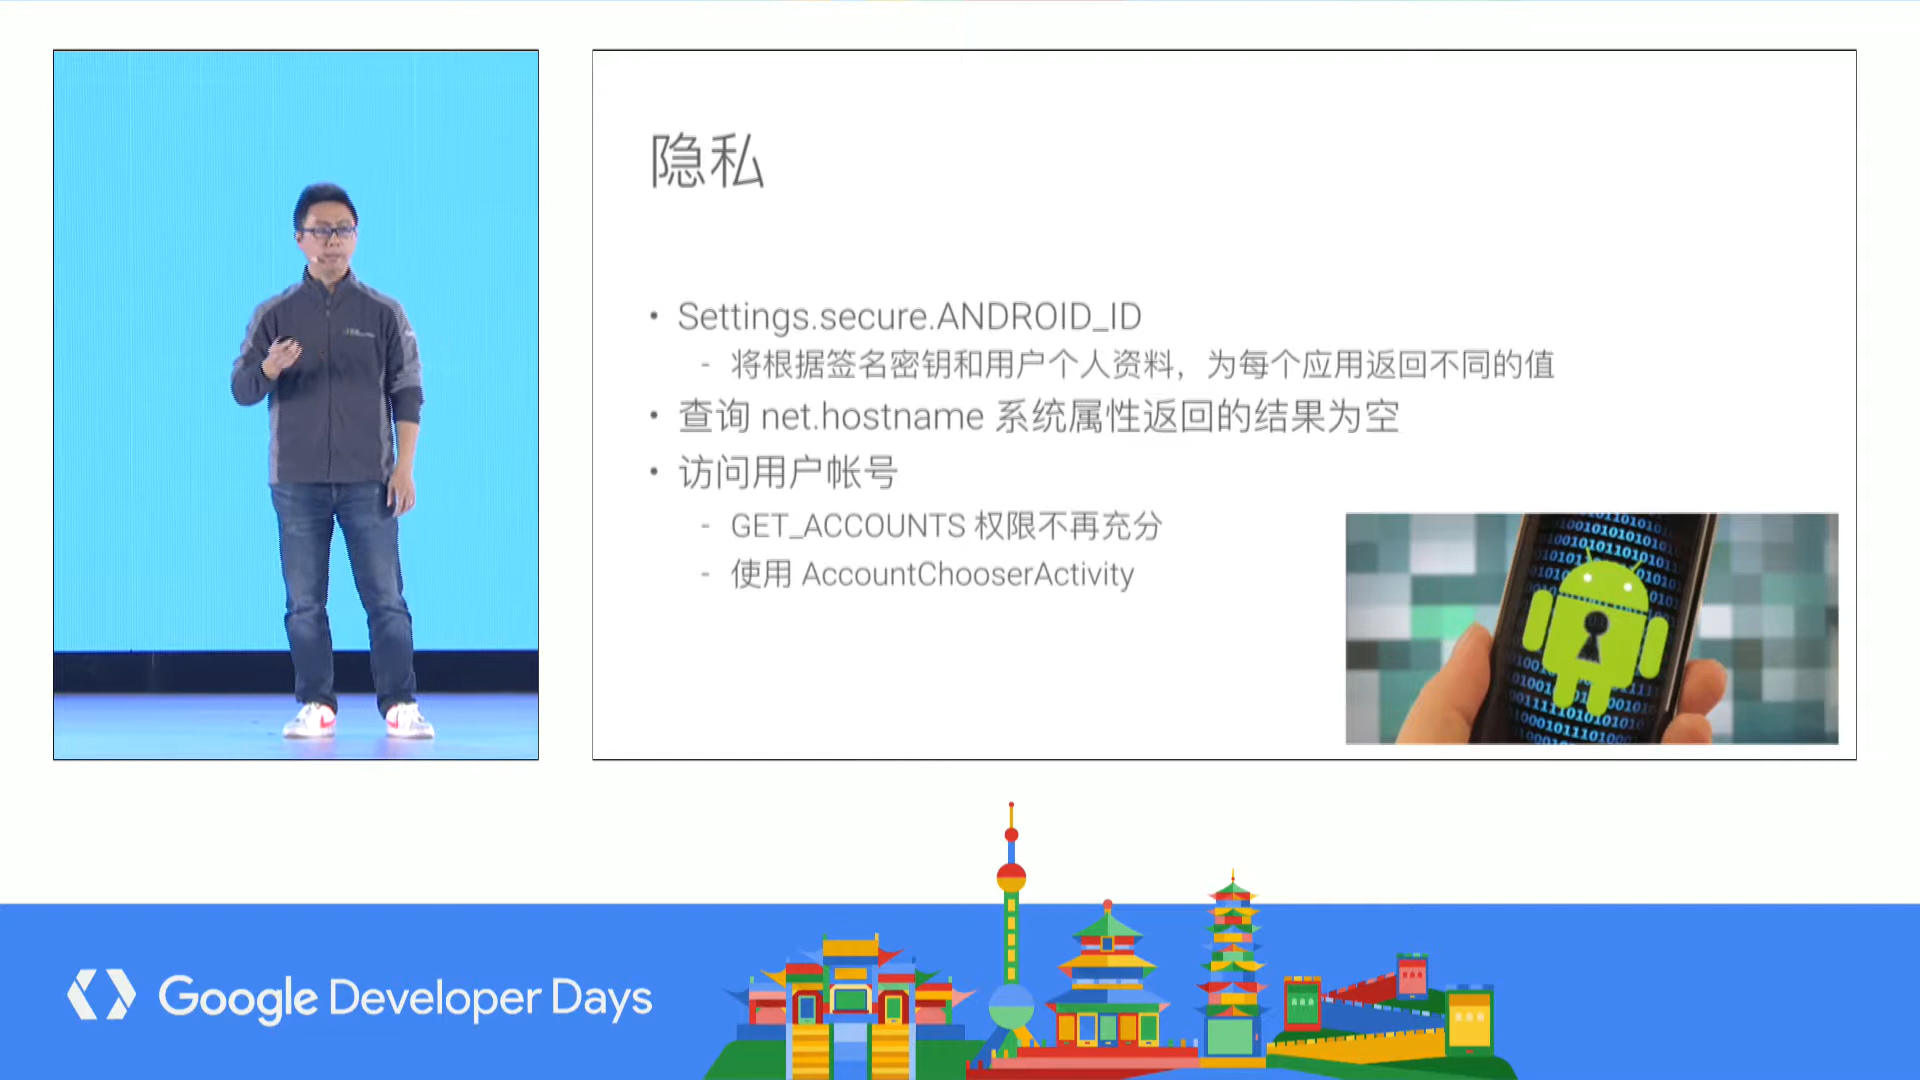 隐私
• Settings.secure.ANDROID_ID
- 将根据签名密钥和用户个人资料，为每个应用返回不同的值
• 查询 net.hostname 系统属性返回的结果为空
• 访问用户帐号
- GET_ACCOUNTS 权限不再充分
- 使用 AccountChooserActivity
Google Developer Days